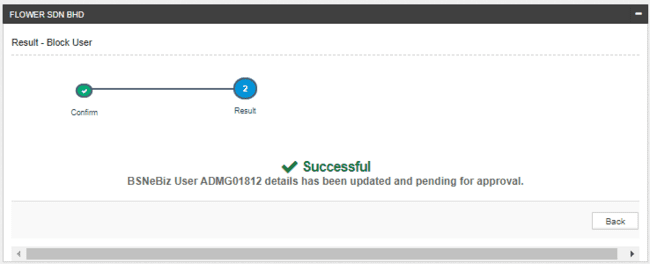 FLOWER SDN BHD
Result - Block User
2
Confirm
Result
Successful
BSNeBiz User ADMG01812 details has been updated and pending for approval.
Back